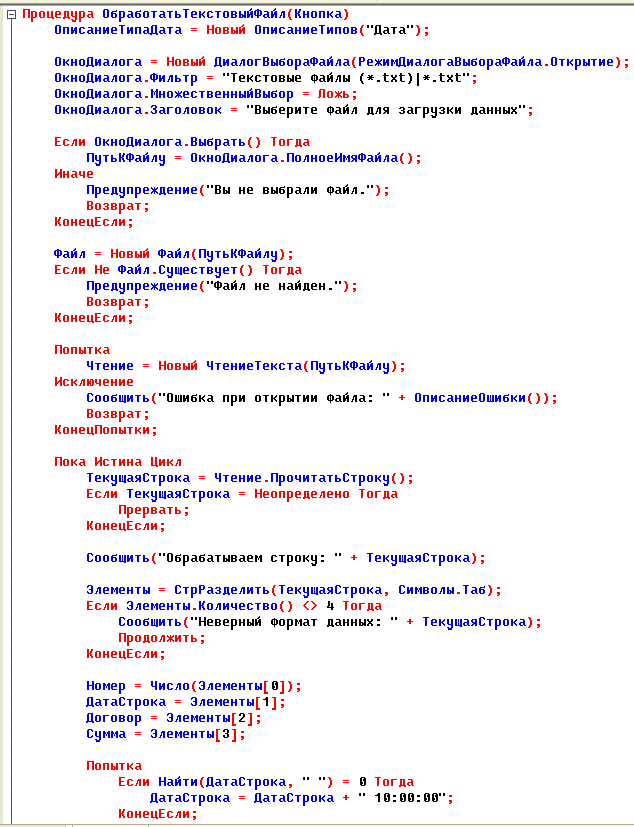 Процедура ОбработатьТекстовыйФайл(Кнопка)
ОписаниеТипаДата = Новый ОписаниеТипов("Дата");
ОкноДиалога = Новый ДиалогВыбораФайла(РежимДиалогаВыбораФайла.Открытие);
ОкноДиалога.Фильтр = "Текстовые файлы (*.txt)|*.txt";
ОкноДиалога.МножественныйВыбор = Ложь;
ОкноДиалога.Заголовок = "Выберите файл для загрузки данных";
Если ОкноДиалога.Выбрать() Тогда
ПутьКФайлу = ОкноДиалога.ПолноеИмяФайла();
Иначе
Предупреждение("Вы не выбрали файл.");
Возврат;
КонецЕсли;
Файл = Новый Файл(ПутьКФайлу);
Если Не Файл.Существует() Тогда
Предупреждение("Файл не найден.");
Возврат;
КонецЕсли;
Попытка
Чтение = Новый ЧтениеТекста(ПутьКФайлу);
Исключение
Сообщить("Ошибка при открытии файла: " + ОписаниеОшибки());
Возврат;
КонецПопытки;
Пока Истина Цикл
ТекущаяСтрока = Чтение.ПрочитатьСтроку();
Если ТекущаяСтрока = Неопределено Тогда
Прервать;
КонецЕсли;
Сообщить("Обрабатываем строку: " + ТекущаяСтрока);
Элементы = СтрРазделить(ТекущаяСтрока, Символы.Таб);
Если Элементы.Количество() <> 4 Тогда
Сообщить("Неверный формат данных: " + ТекущаяСтрока);
Продолжить;
КонецЕсли;
Номер = Число(Элементы[0]);
ДатаСтрока = Элементы[1];
Договор = Элементы[2];
Сумма = Элементы[3];
Попытка
Если Найти(ДатаСтрока, " ") = 0 Тогда
ДатаСтрока = ДатаСтрока + " 10:00:00";
КонецЕсли;